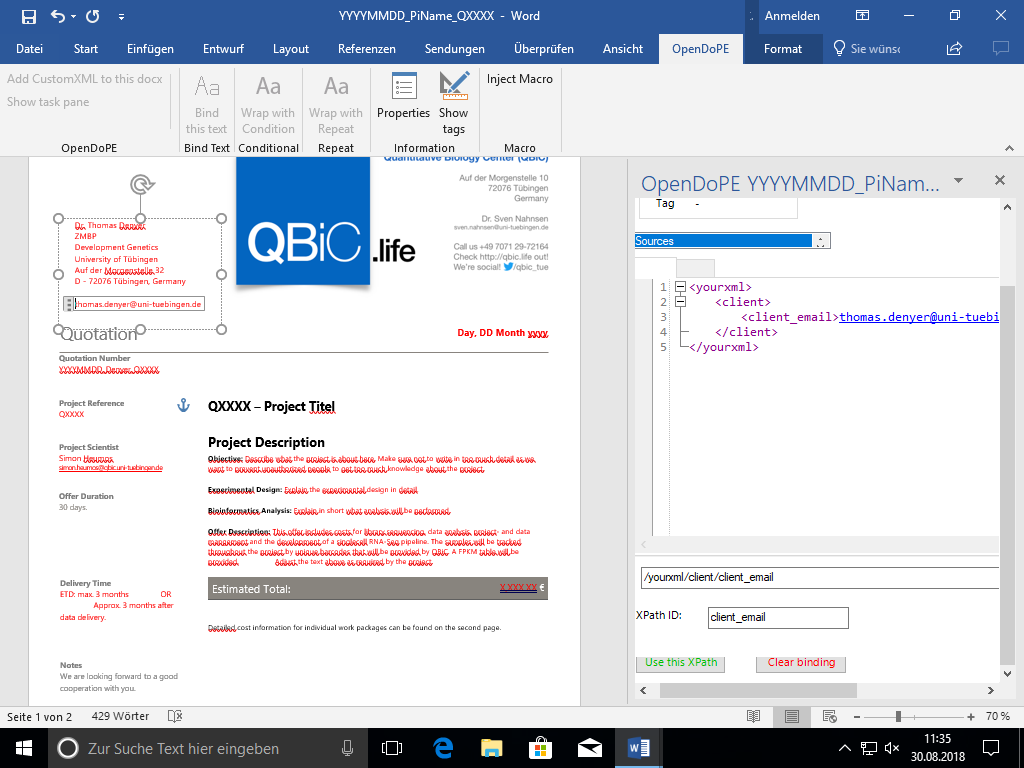 YYYYMMDD_PiName_QXXXX - Word
Anmelden
Datei Start Einfügen Entwurf Layout Referenzen Sendungen Überprüfen Ansicht OpenDoPE Format Sie wünsc
Add CustomXML to this docx
Show task pane
OpenDoPE
Aa
Bind
this text
Bind Text
Aa
Wrap with
Condition
Conditional
Aa
Wrap with
Repeat
Repeat
Properties
Show
tags
Information
Inject Macro
Macro
Quantitative Biology Center (QBiC)
Auf der Morgenstelle 10
72076 Tübingen
Germany
Dr. Sven Nahnsen
sven.nahnsen@uni-tuebingen.de
Call us +49 7071 29-72164
Check http://qbic.life out!
We're social! /qbic_tue
QBiC.life
Dr. Thomas Denyer
ZMBP
Development Genetics
University of Tübingen
Auf der Morgenstelle 32
D - 72076 Tübingen, Germany
thomas.denyer@uni-tuebingen.de
Quotation
Day, DD Month yyyy
Quotation Number
YYYYMMDD_Denyer_QXXXX
Project Reference
QXXXX
QXXXX – Project Titel
Project Scientist
Simon Heumos
simon.heumos@qbic.uni-tuebingen.de
Offer Duration
30 days.
Project Description
Objective: Describe what the project is about here. Make sure not to write in too much detail as we
want to prevent unauthorized people to get too much knowledge about the project.
Experimental Design: Explain the experimental design in detail.
Bioinformatics Analysis: Explain in short what analysis will be performed.
Offer Description: This offer includes costs for library sequencing, data analysis, project- and data
management and the development of a singlecell RNA-Seq pipeline. The samples will be tracked
throughout the project by unique barcodes that will be provided by QBiC. A FPKM table will be
provided. Adjust the text above as required by the project.
Delivery Time
ETD: max. 3 months OR
Approx. 3 months after
data delivery.
Estimated Total: X.XXX,XX €
Detailed cost information for individual work packages can be found on the second page.
Notes
We are looking forward to a good
cooperation with you.
OpenDoPE YYYYMMDD_PiNam...
Tag -
Sources
1 <yourxml>
2 <client>
3 <client_email>thomas.denyer@uni-tuebi
4 </client>
5 </yourxml>
/yourxml/client/client_email
XPath ID: client_email
Use this XPath Clear binding
Seite 1 von 2 429 Wörter
70 %
Zur Suche Text hier eingeben
11:35
30.08.2018